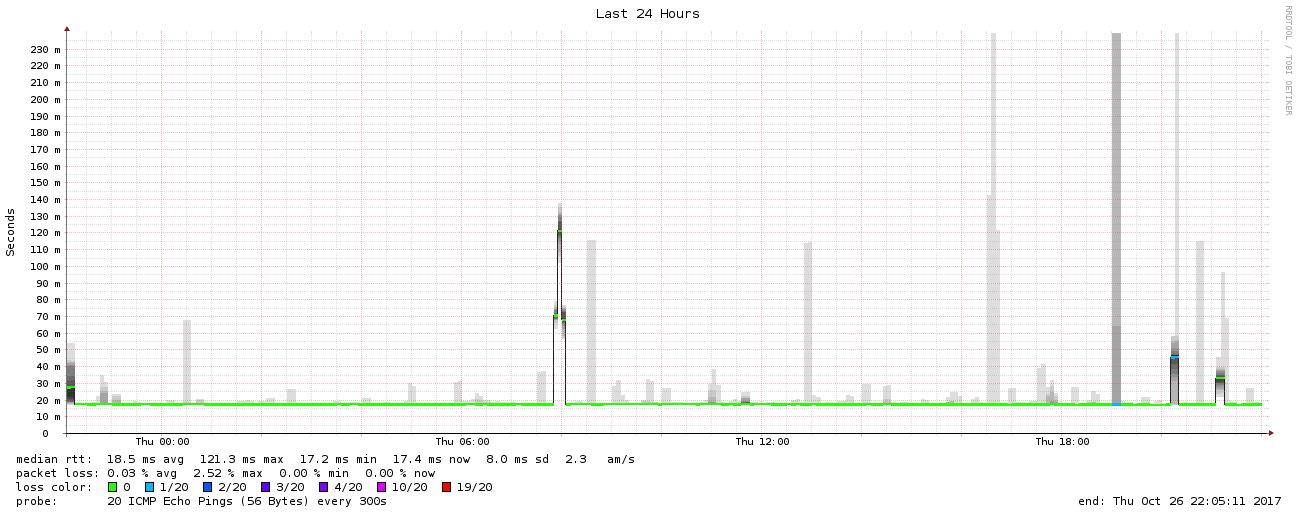 Last 24 Hours
RRDTOOL / TOBI OETIKER
Seconds
230 m
220 m
210 m
200 m
190 m
180 m
170 m
160 m
150 m
140 m
130 m
120 m
110 m
100 m
90 m
80 m
70 m
60 m
50 m
40 m
30 m
20 m
10 m
0
Thu 00:00 Thu 06:00 Thu 12:00 Thu 18:00
median rtt: 18.5 ms avg 121.3 ms max 17.2 ms min 17.4 ms now 8.0 ms sd 2.3 am/s
packet loss: 0.03 % avg 2.52 % max 0.00 % min 0.00 % now
loss color: 0 1/20 2/20 3/20 4/20 10/20 19/20
probe: 20 ICMP Echo Pings (56 Bytes) every 300s end: Thu Oct 26 22:05:11 2017